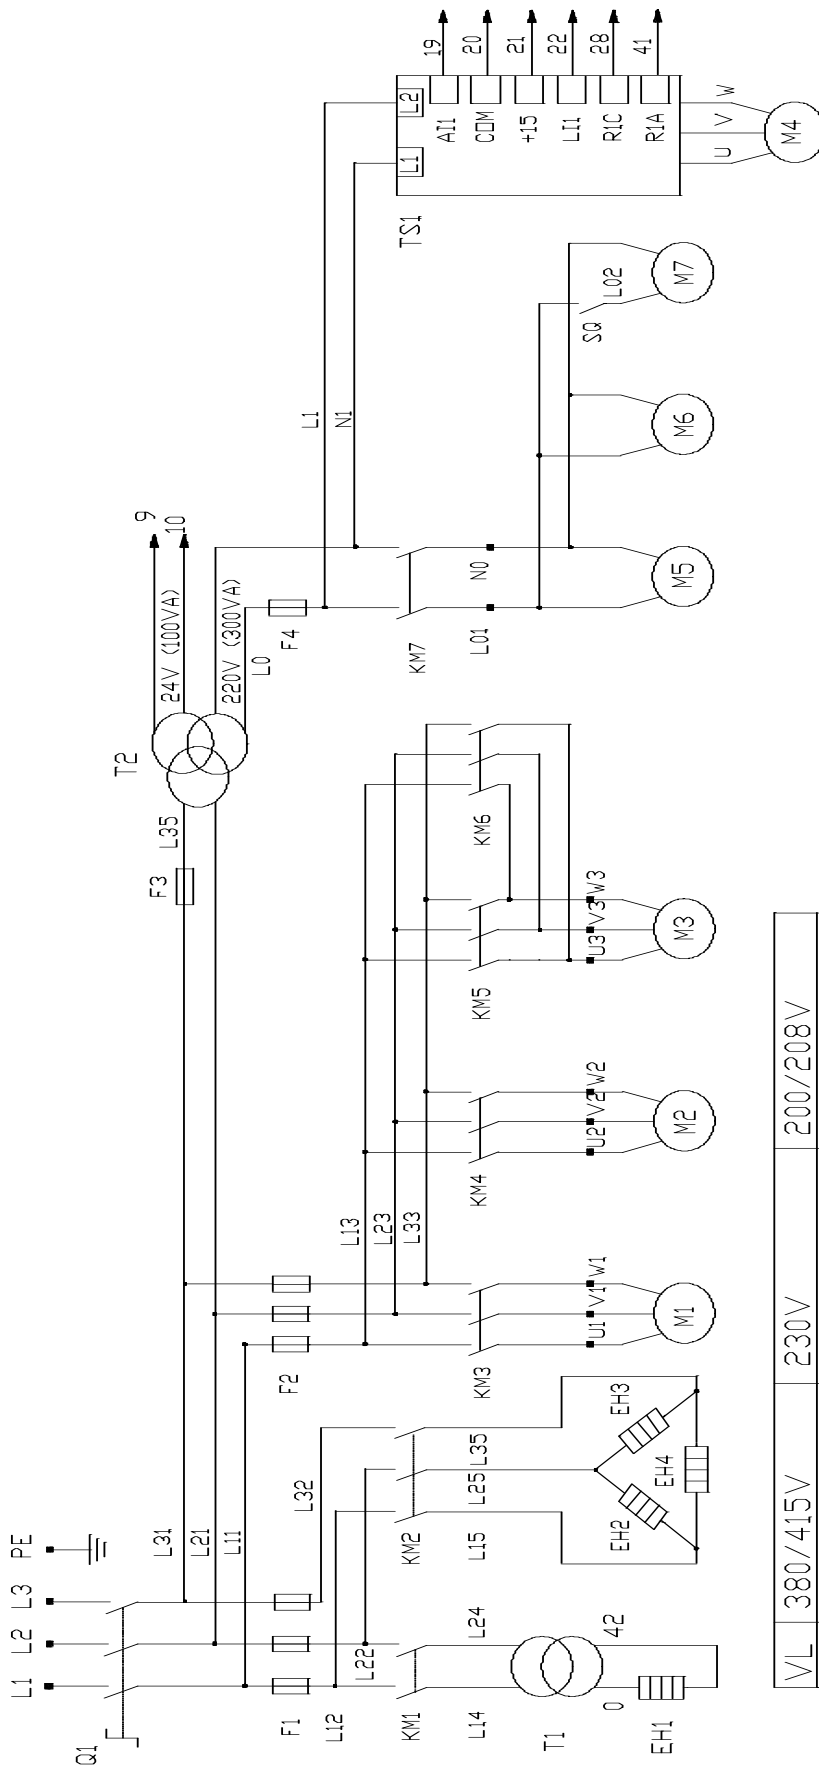 Q1
L1
L2
L3
PE
L31
L21
L11
F1
L12
L22
L32
KM1
L14
L24
T1
0
42
EH1
KM2
L15
L25
L35
EH2
EH3
EH4
F2
L13
L23
L33
KM3
U1
V1
W1
M1
KM4
U2
V2
W2
M2
KM5
U3
V3
W3
M3
KM6
F3
L35
T2
24V (100VA)
9
10
220V (300VA)
L0
F4
L1
N1
KM7
L01
N0
M5
M6
SQ
L02
M7
TS1
L1
L2
AI1
COM
+15
LI1
R1C
R1A
19
20
21
22
28
41
U
V
W
M4
VL
380/415V
230V
200/208V